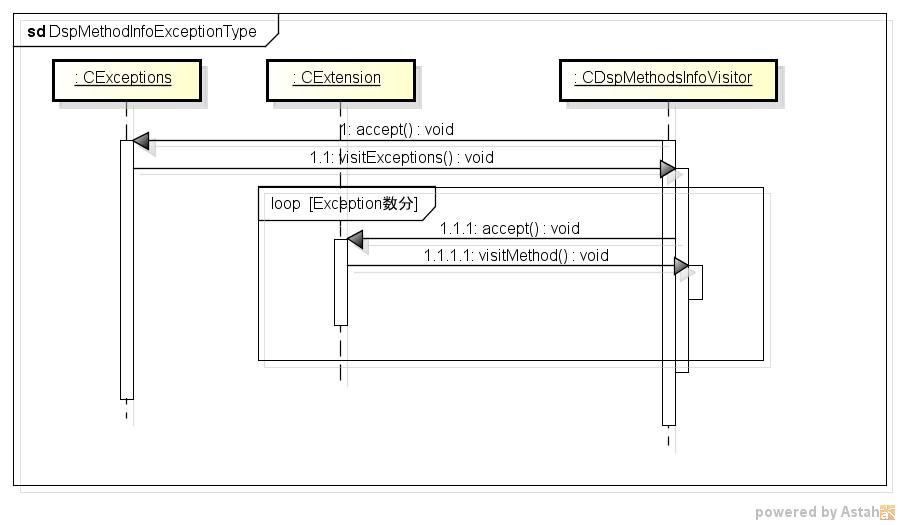 sd DspMethodInfoExceptionType
: CExceptions
: CExtension
: CDspMethodsInfoVisitor
1: accept() : void
1.1: visitExceptions() : void
loop [Exception数分]
1.1.1: accept() : void
1.1.1.1: visitMethod() : void
powered by Astah